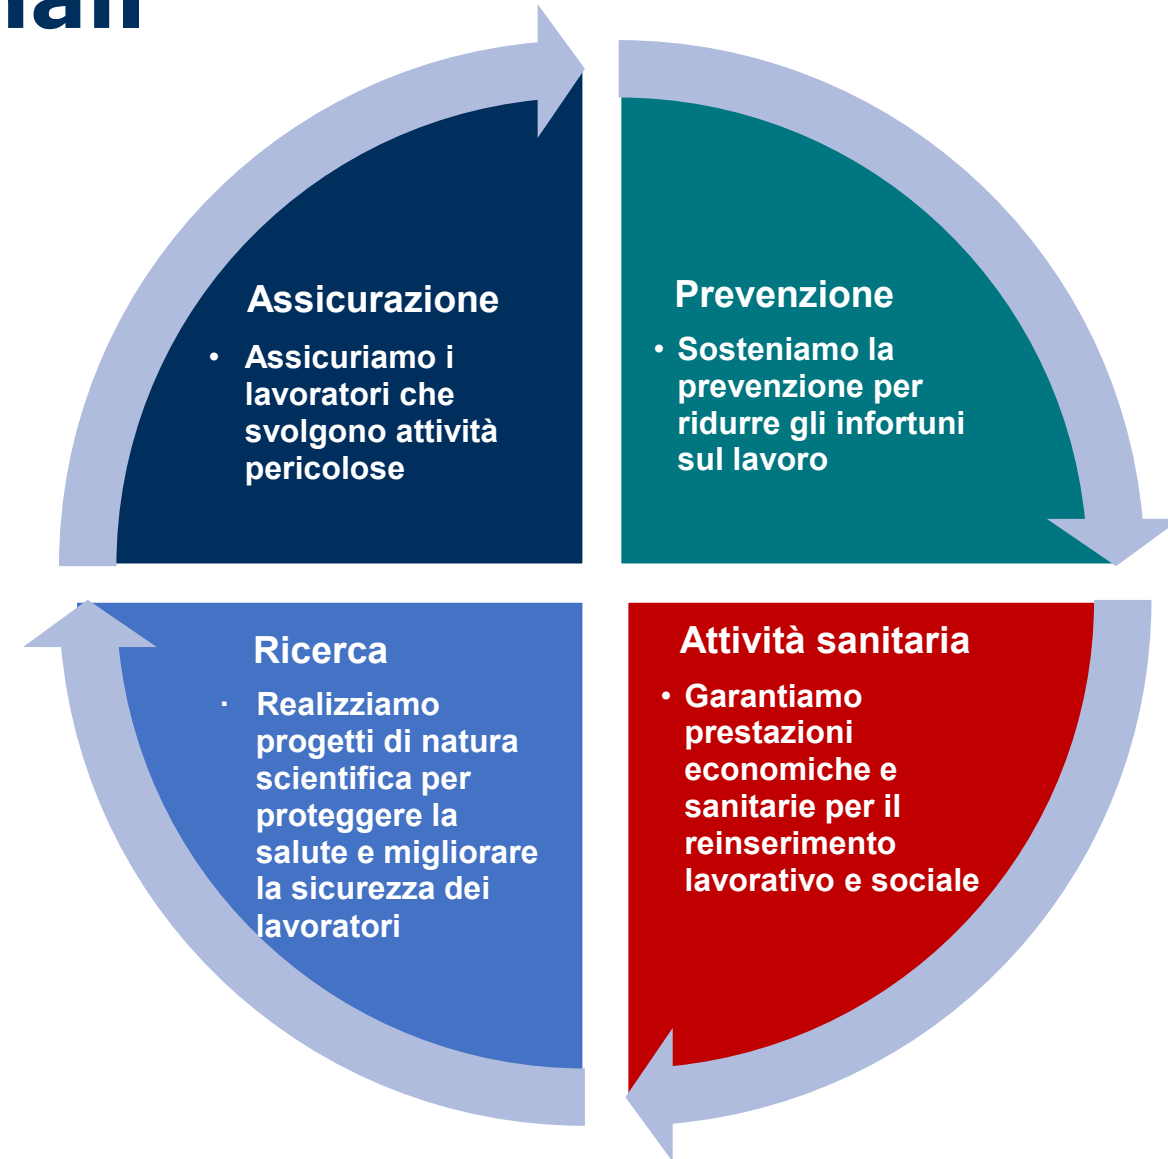 Assicurazione
• Assicuriamo i
lavoratori che
svolgono attività
pericolose
Prevenzione
• Sosteniamo la
prevenzione per
ridurre gli infortuni
sul lavoro
Ricerca
· Realizziamo
progetti di natura
scientifica per
proteggere la
salute e migliorare
la sicurezza dei
lavoratori
Attività sanitaria
• Garantiamo
prestazioni
economiche e
sanitarie per il
reinserimento
lavorativo e sociale